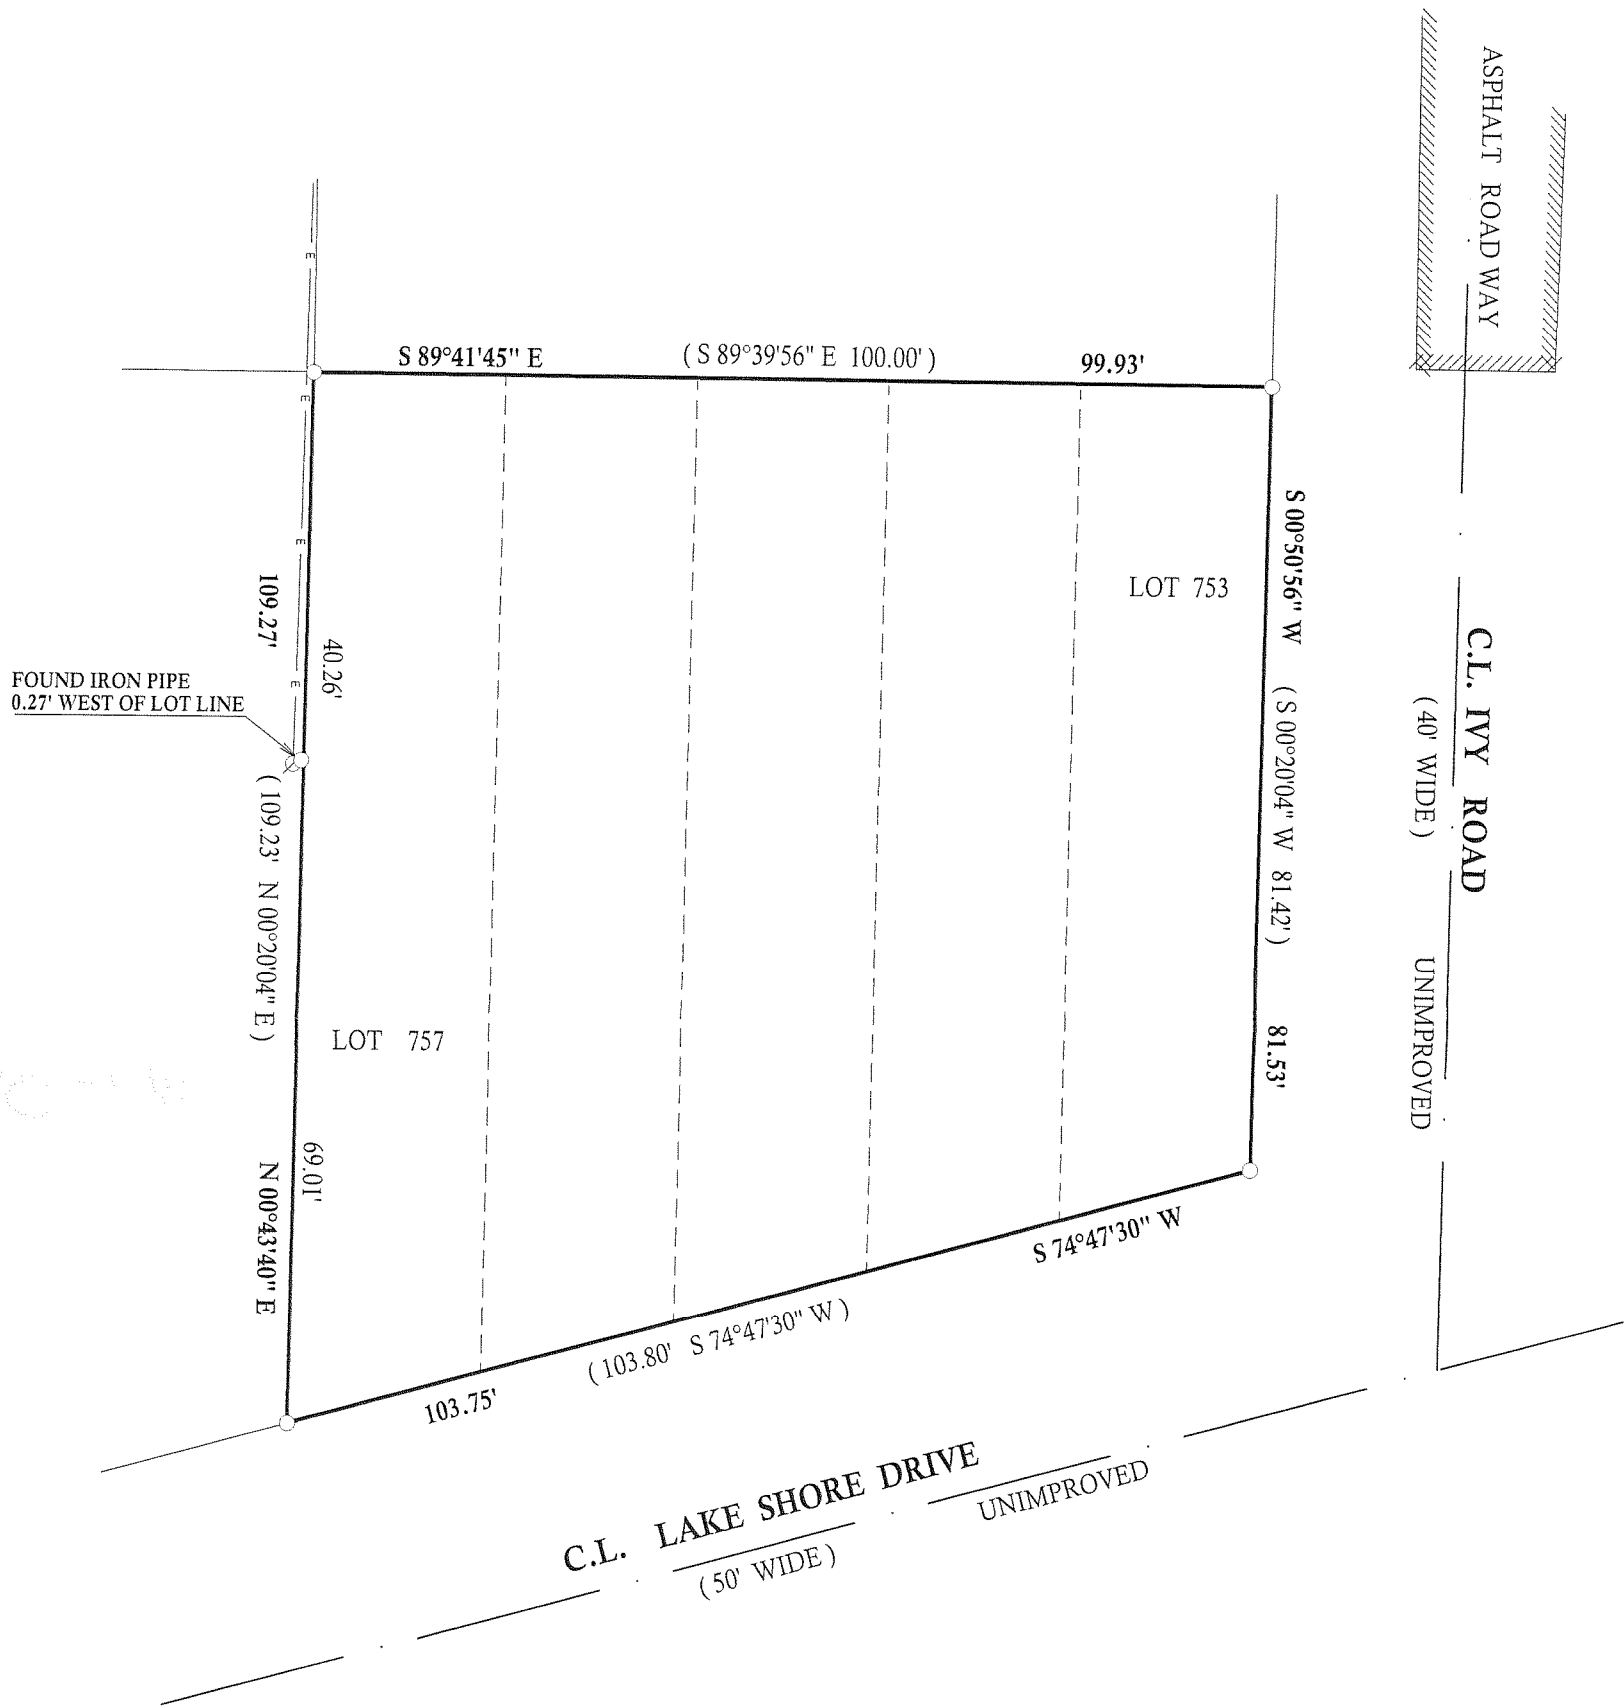 ASPHALT ROADWAY
S 89°41'45" E ( S 89°39'56" E 100.00' ) 99.93'
S 00°50'56" W ( S 00°20'04" W 81.42' ) 81.53'
LOT 753
C.L. IVY ROAD
( 40' WIDE ) UNIMPROVED
E
E
E
E
109.27' ( 109.23' N 00°20'04" E ) N 00°43'40" E
40.26'
FOUND IRON PIPE
0.27' WEST OF LOT LINE
LOT 757
69.01'
S 74°47'30" W
( 103.80' S 74°47'30" W )
103.75'
C.L. LAKE SHORE DRIVE
( 50' WIDE ) UNIMPROVED